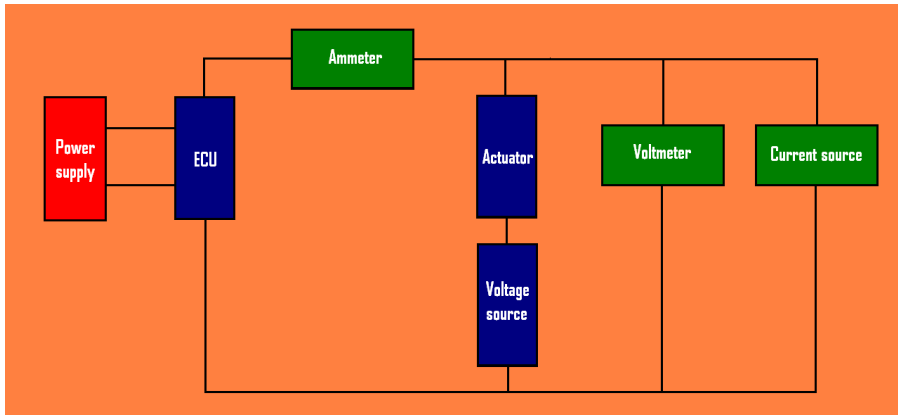 Ammeter
Power
supply
ECU
Actuator
Voltmeter
Current source
Voltage
source